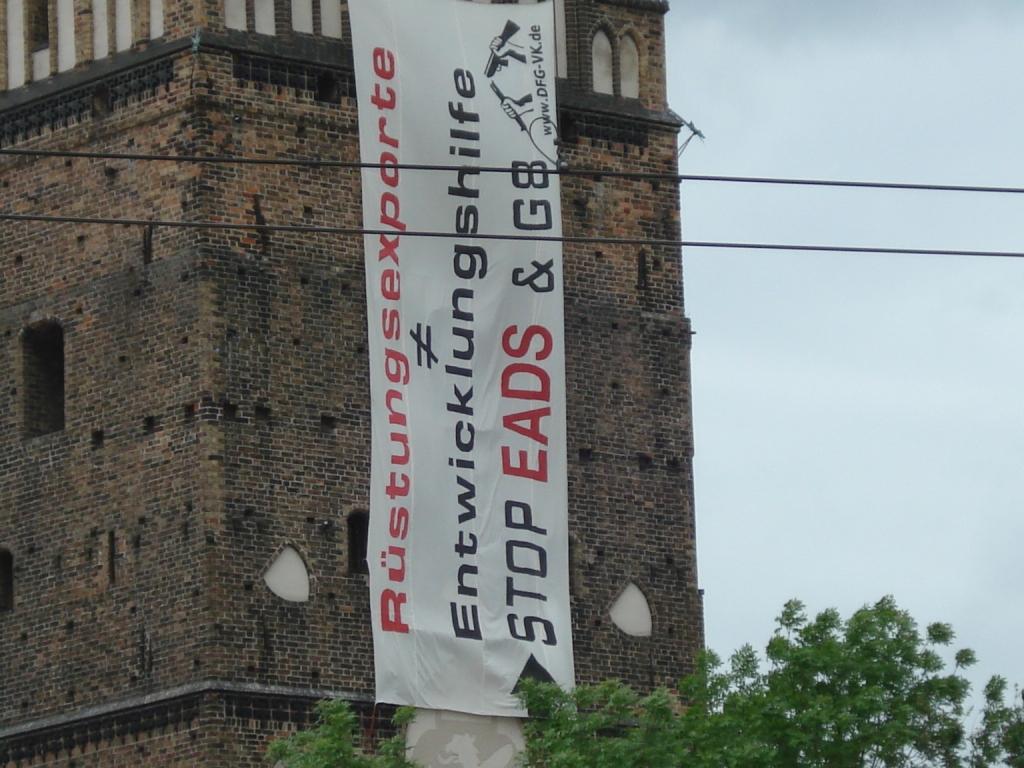 Rüstungsexporte
≠
Entwicklungshilfe
STOP EADS & G8
www.DFG-VK.de